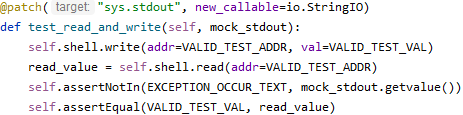 @patch( target: "sys.stdout", new_callable=io.StringIO)
def test_read_and_write(self, mock_stdout):
    self.shell.write(addr=VALID_TEST_ADDR, val=VALID_TEST_VAL)
    read_value = self.shell.read(addr=VALID_TEST_ADDR)
    self.assertNotIn(EXCEPTION_OCCUR_TEXT, mock_stdout.getvalue())
    self.assertEqual(VALID_TEST_VAL, read_value)